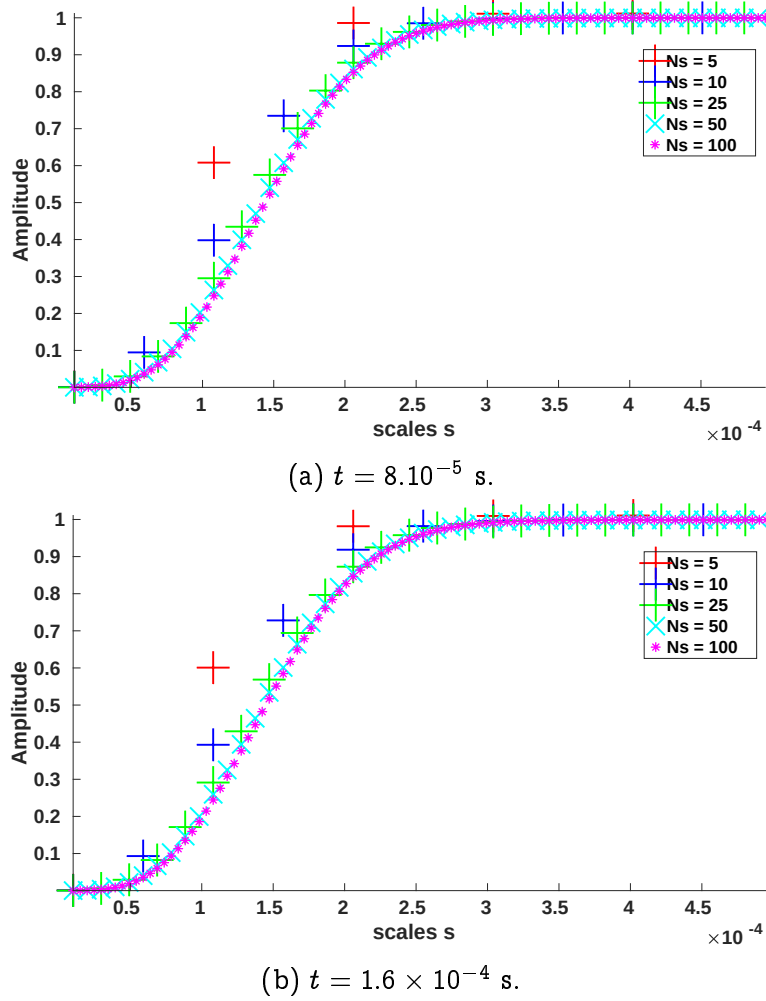 1
0.9
0.8
0.7
0.6
0.5
0.4
0.3
0.2
0.1
Amplitude
Ns = 5
Ns = 10
Ns = 25
Ns = 50
Ns = 100
0.5 1 1.5 2 2.5 3 3.5 4 4.5
scales s
×10 -4
(a) t = 8.10⁻⁵ s.
1
0.9
0.8
0.7
0.6
0.5
0.4
0.3
0.2
0.1
Amplitude
Ns = 5
Ns = 10
Ns = 25
Ns = 50
Ns = 100
0.5 1 1.5 2 2.5 3 3.5 4 4.5
scales s
×10 -4
(b) t = 1.6 × 10⁻⁴ s.